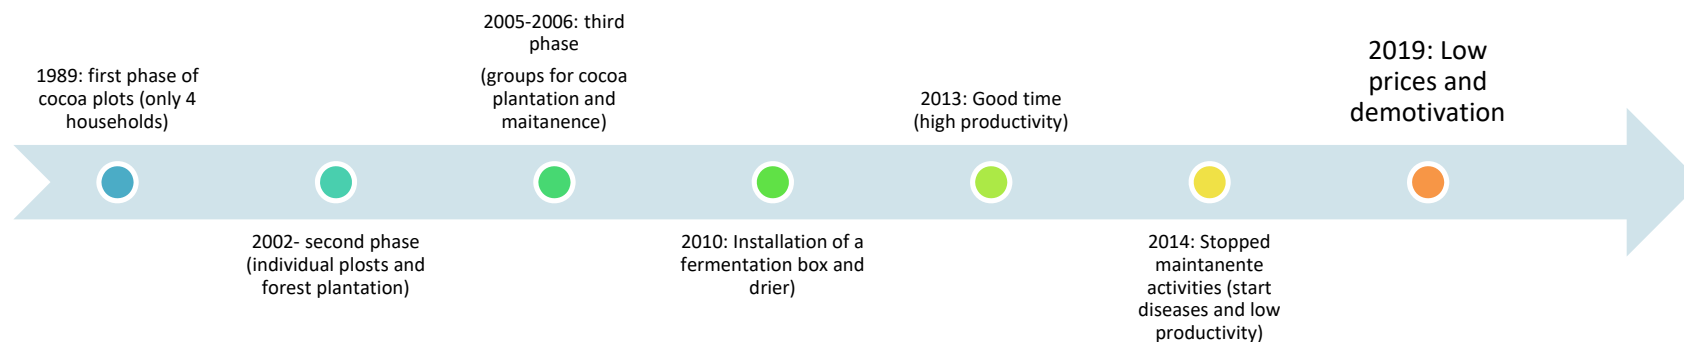 1989: first phase of
cocoa plots (only 4
households)
2002- second phase
(individual plosts and
forest plantation)
2005-2006: third
phase
(groups for cocoa
plantation and
maitanence)
2010: Installation of a
fermentation box and
drier)
2013: Good time
(high productivity)
2014: Stopped
maintanente
activities (start
diseases and low
productivity)
2019: Low
prices and
demotivation